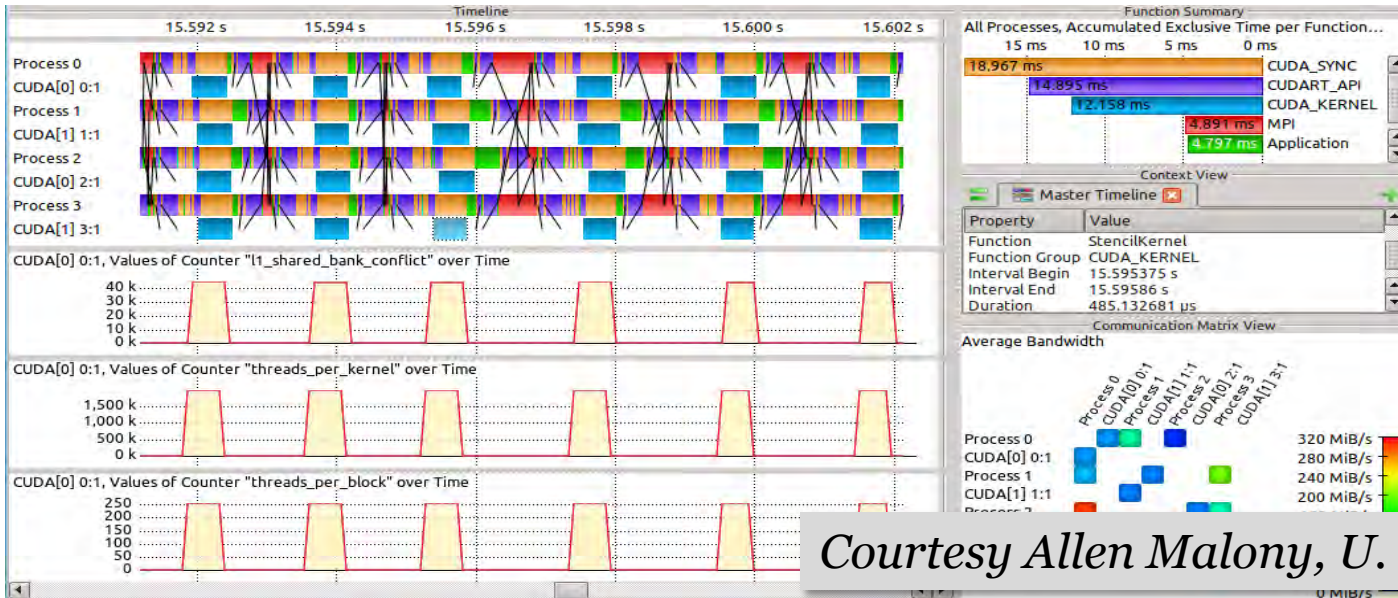 Timeline
15.592 s 15.594 s 15.596 s 15.598 s 15.600 s 15.602 s
Process 0
CUDA[0] 0:1
Process 1
CUDA[1] 1:1
Process 2
CUDA[0] 2:1
Process 3
CUDA[1] 3:1
CUDA[0] 0:1, Values of Counter "l1_shared_bank_conflict" over Time
40 k
30 k
20 k
10 k
0 k
CUDA[0] 0:1, Values of Counter "threads_per_kernel" over Time
1,500 k
1,000 k
500 k
0 k
CUDA[0] 0:1, Values of Counter "threads_per_block" over Time
250
200
150
100
50
0
Function Summary
All Processes, Accumulated Exclusive Time per Function...
15 ms 10 ms 5 ms 0 ms
18.967 ms CUDA_SYNC
14.895 ms CUDART_API
12.158 ms CUDA_KERNEL
4.891 ms MPI
4.797 ms Application
Context View
Master Timeline
Property Value
Function StencilKernel
Function Group CUDA_KERNEL
Interval Begin 15.595375 s
Interval End 15.59586 s
Duration 485.132681 µs
Communication Matrix View
Average Bandwidth
Process 0 CUDA[0] 0:1 Process 1 CUDA[1] 1:1 Process 2 CUDA[0] 2:1 Process 3 CUDA[1] 3:1
Process 0 320 MiB/s
CUDA[0] 0:1 280 MiB/s
Process 1 240 MiB/s
CUDA[1] 1:1 200 MiB/s
Process 2
Courtesy Allen Malony, U.
0 MiB/s